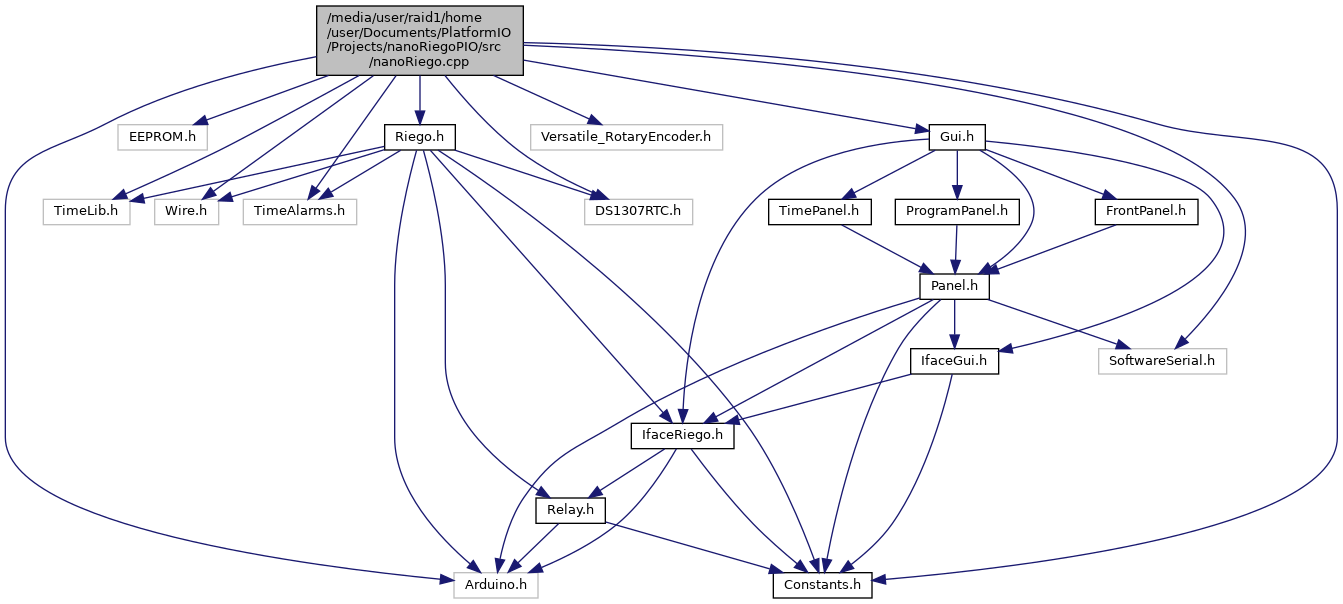 /media/user/raid1/home
/user/Documents/PlatformIO
/Projects/nanoRiegoPIO/src
/nanoRiego.cpp
EEPROM.h
Riego.h
Versatile_RotaryEncoder.h
Gui.h
TimeLib.h
Wire.h
TimeAlarms.h
DS1307RTC.h
TimePanel.h
ProgramPanel.h
FrontPanel.h
Panel.h
IfaceGui.h
SoftwareSerial.h
IfaceRiego.h
Relay.h
Arduino.h
Constants.h